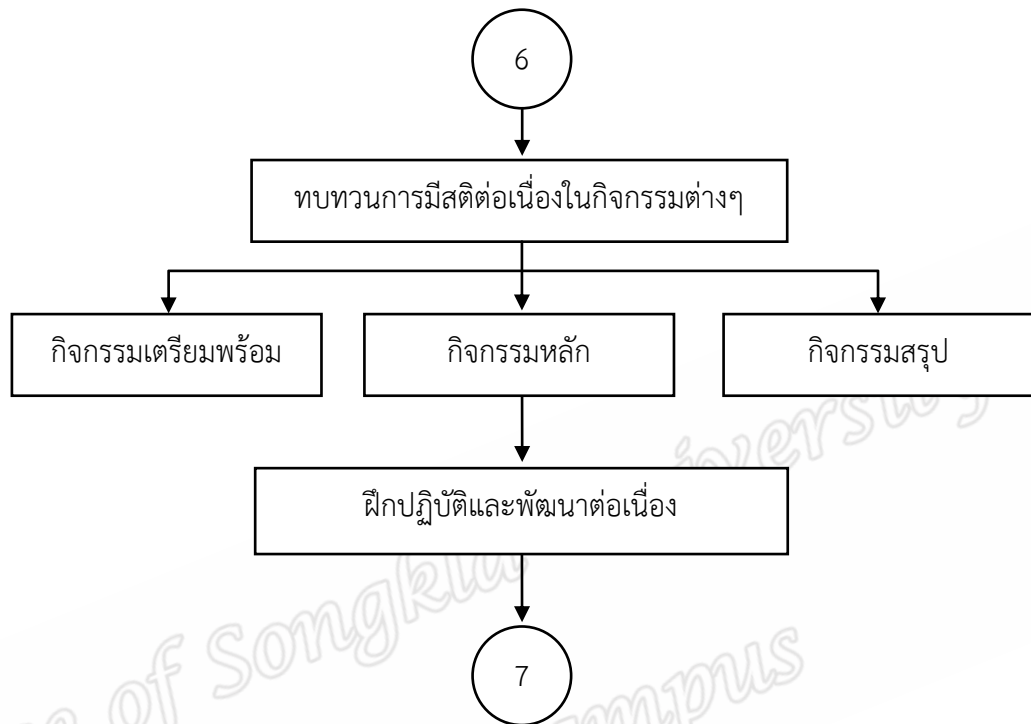 6
ทบทวนการมีสติต่อเนื่องในกิจกรรมต่างๆ
กิจกรรมเตรียมพร้อม
กิจกรรมหลัก
กิจกรรมสรุป
ฝึกปฏิบัติและพัฒนาต่อเนื่อง
of Songkla
7